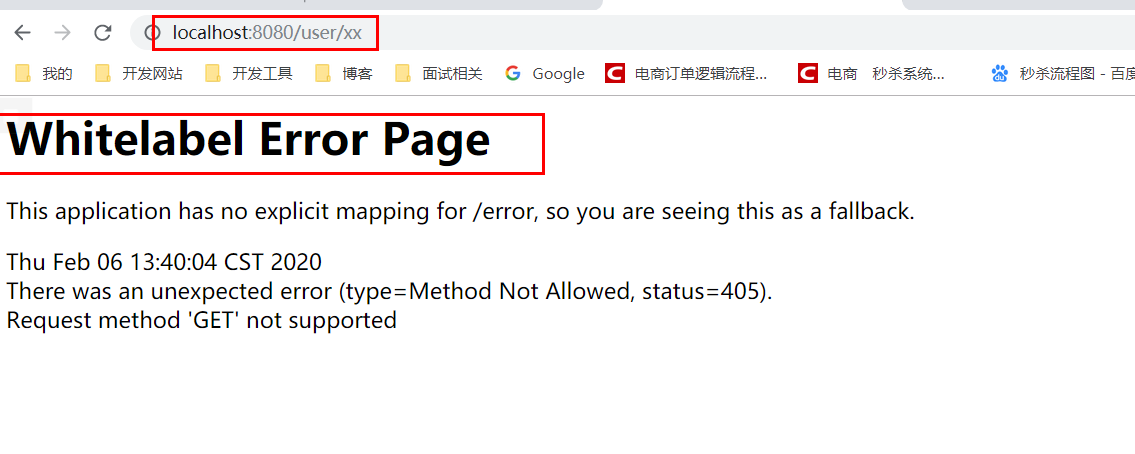 localhost:8080/user/xx
我的 开发网站 开发工具 博客 面试相关 Google 电商订单逻辑流程... 电商 秒杀系统... 秒杀流程图 - 百度
Whitelabel Error Page
This application has no explicit mapping for /error, so you are seeing this as a fallback.
Thu Feb 06 13:40:04 CST 2020
There was an unexpected error (type=Method Not Allowed, status=405).
Request method 'GET' not supported